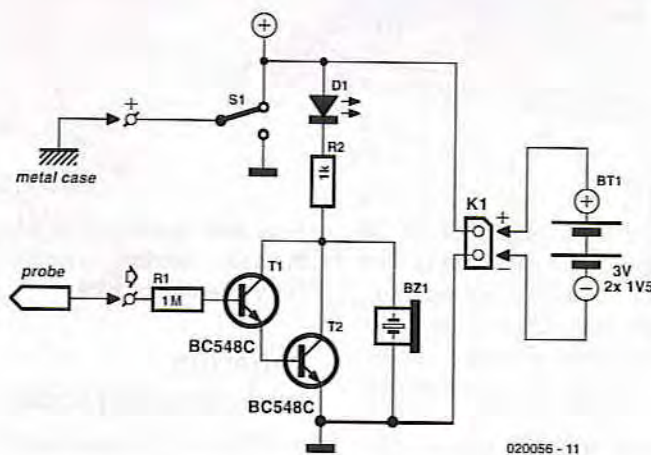 +
D1
S1
+
R2
1k
metal case
K1
+
BT1
+
–
3V
2x 1V5
–
probe
R1
1M
T1
BC548C
T2
BC548C
BZ1
020056 - 11